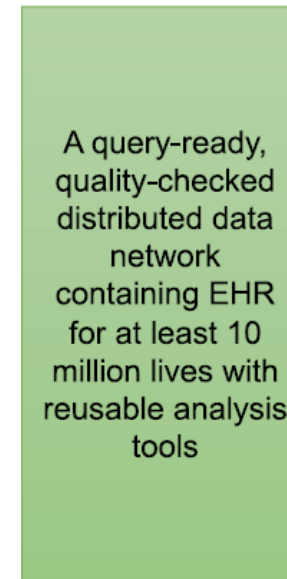 A query-ready,
quality-checked
distributed data
network
containing EHR
for at least 10
million lives with
reusable analysis
tools